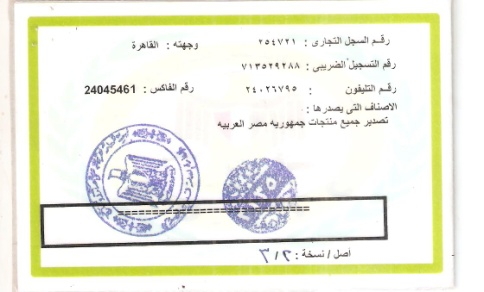 رقم السجل التجارى : ٢٥٤٧٢١ وجهته : القاهرة
رقم التسجيل الضريبى : ٧١٣٥٢٩٢٨٨
رقم التليفون : ٢٤٠٢٦٧٩٥ رقم الفاكس : 24045461
الاصناف التى يصدرها :
تصدير جميع منتجات جمهوريه مصر العربيه
====================
اصل / نسخة : ٣/٢